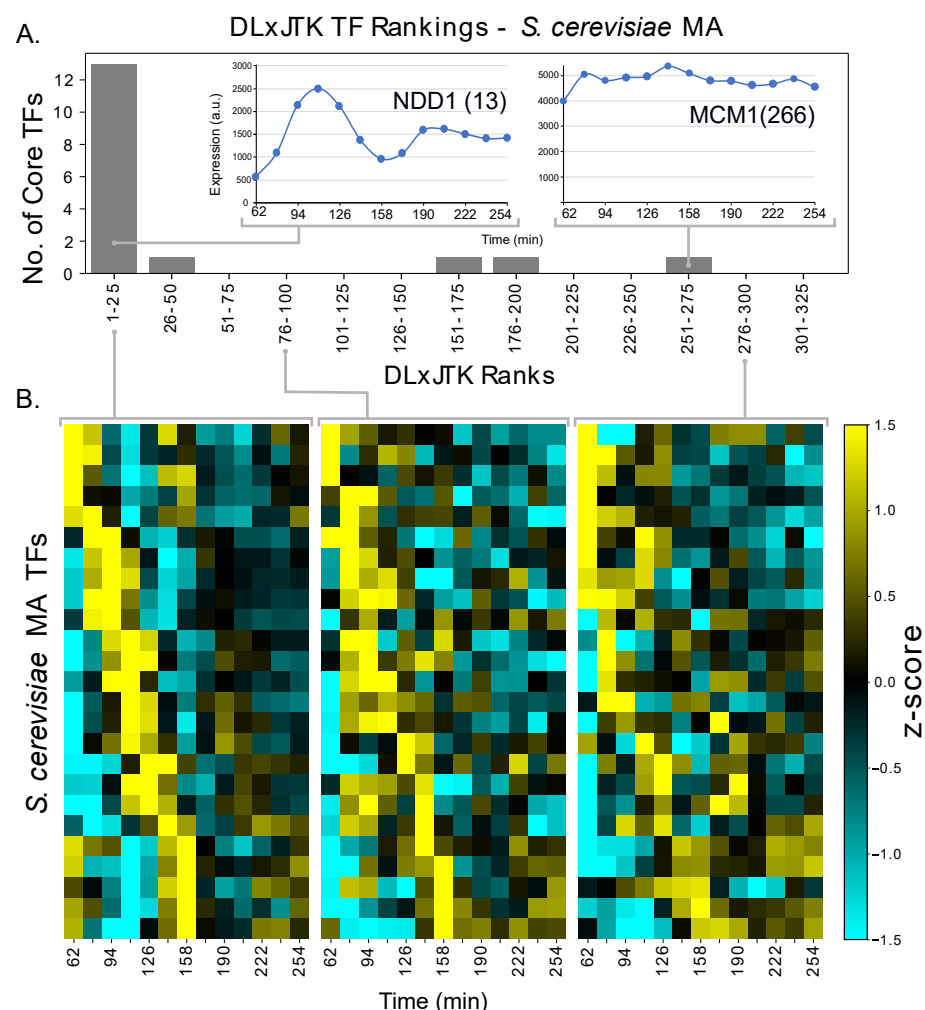 A.
DLxJTK TF Rankings - S. cerevisiae MA
No. of Core TFs
12
10
8
6
4
2
0
Expression (a.u.)
3000
2500
2000
1500
1000
500
0
NDD1 (13)
62 94 126 158 190 222 254
5000
4000
3000
2000
1000
MCM1(266)
62 94 126 158 190 222 254
Time (min)
1-25
26-50
51-75
76-100
101-125
126-150
151-175
176-200
201-225
226-250
251-275
276-300
301-325
DLxJTK Ranks
B.
S. cerevisiae MA TFs
62 94 126 158 190 222 254
62 94 126 158 190 222 254
62 94 126 158 190 222 254
Time (min)
1.5
1.0
0.5
0.0
−0.5
−1.0
−1.5
z-score